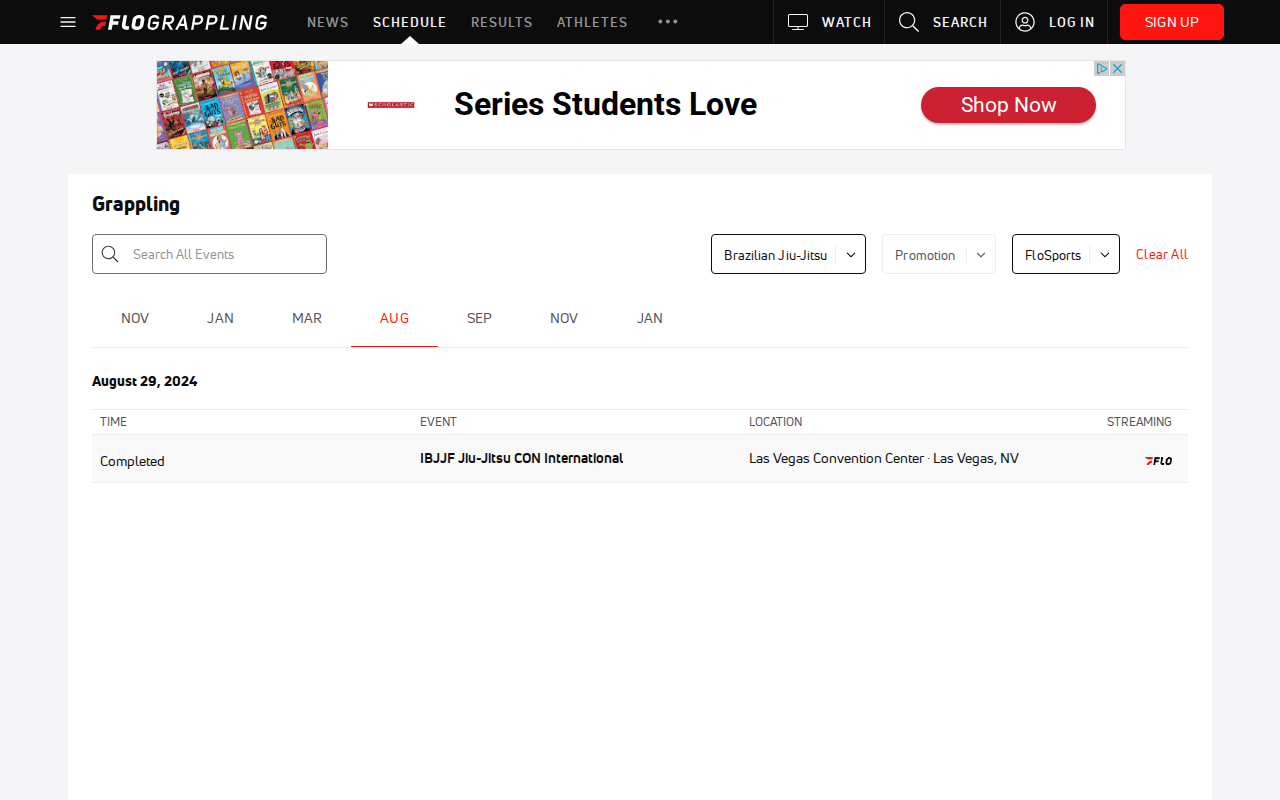 FLOGRAPPLING NEWS SCHEDULE RESULTS ATHLETES WATCH SEARCH LOG IN SIGN UP
SCHOLASTIC Series Students Love Shop Now
Grappling
Search All Events Brazilian Jiu-Jitsu Promotion FloSports Clear All
NOV JAN MAR AUG SEP NOV JAN
August 29, 2024
TIME EVENT LOCATION STREAMING
Completed IBJJF Jiu-Jitsu CON International Las Vegas Convention Center · Las Vegas, NV FLO